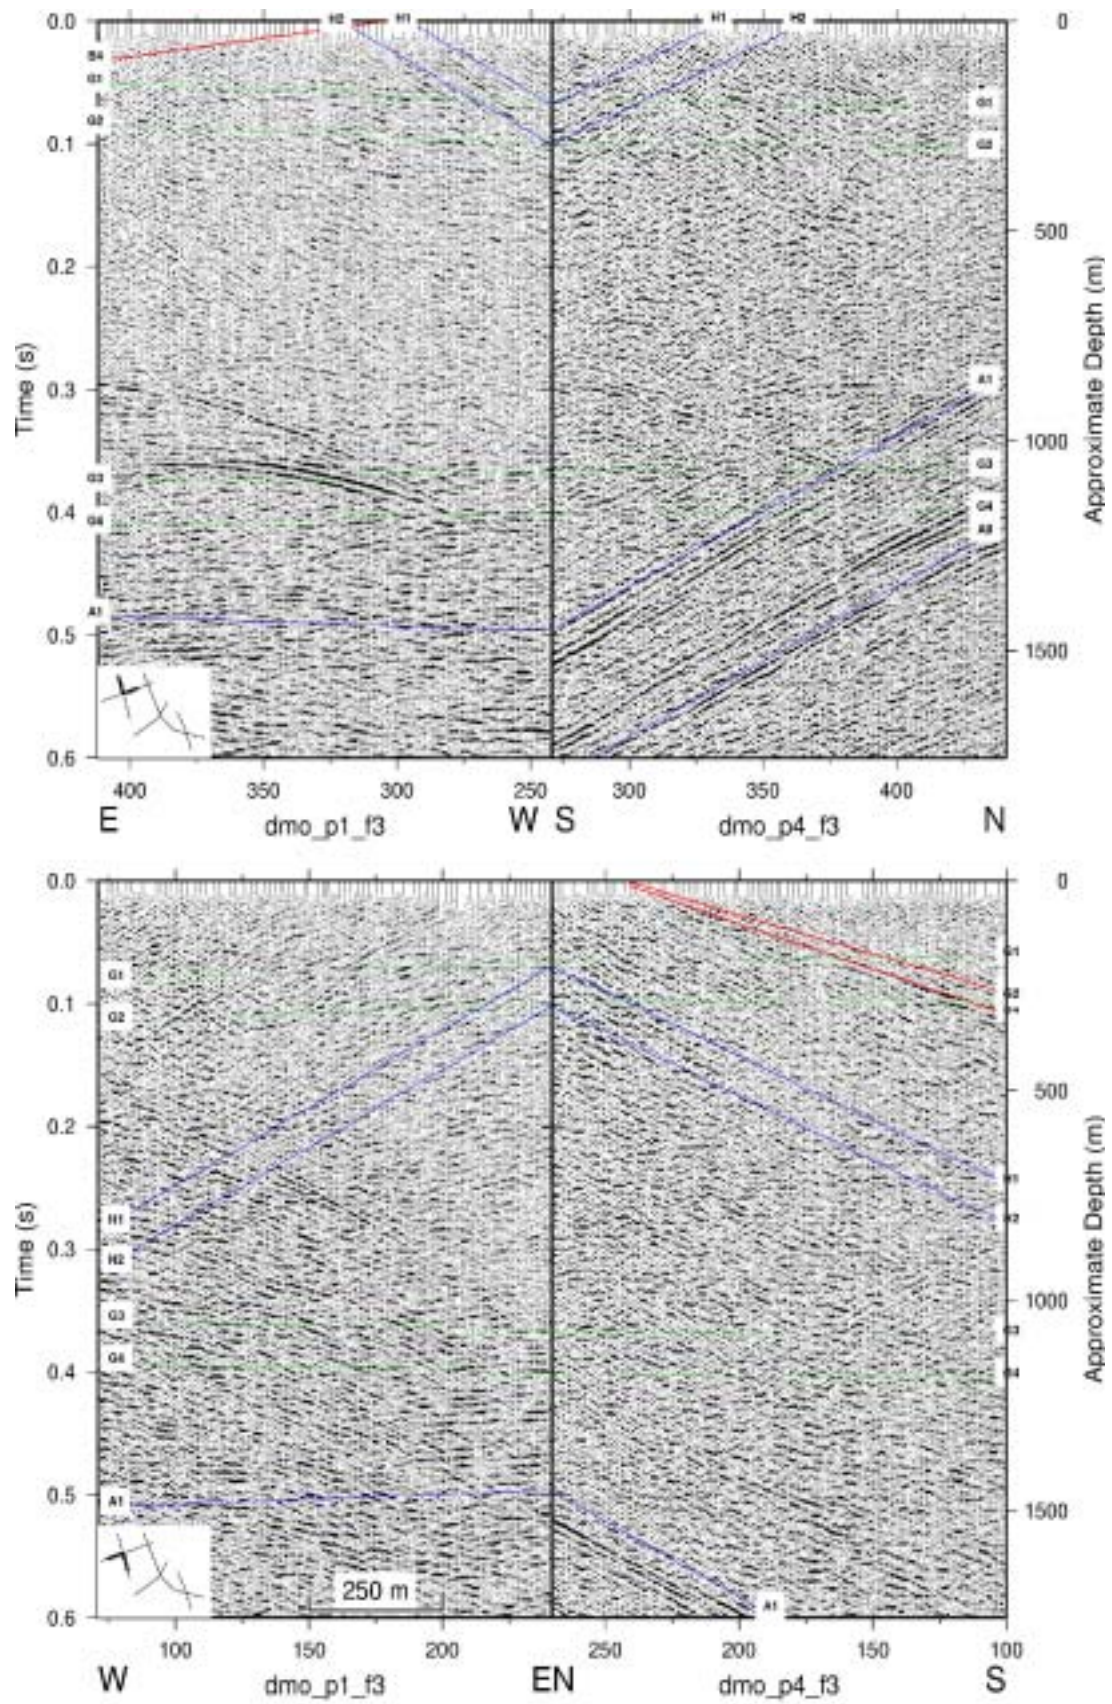 H2 H1 H1 H2
0.0 0
B4
G1 G1
G2 G2
0.1
500
0.2
Time (s) Approximate Depth (m)
0.3 A1
1000
G3 G3
0.4 G4
G4
A1
0.5
1500
0.6
400 350 300 250 300 350 400
E dmo_p1_f3 W S dmo_p4_f3 N
0.0 0
G1 G1
G2
0.1
500
0.2
Time (s) Approximate Depth (m)
H1 H1
H2 H2
0.3
1000
G3 G3
G4 G4
0.4
A1
0.5 1500
250 m
A1
0.6
100 150 200 250 200 150 100
W dmo_p1_f3 EN dmo_p4_f3 S